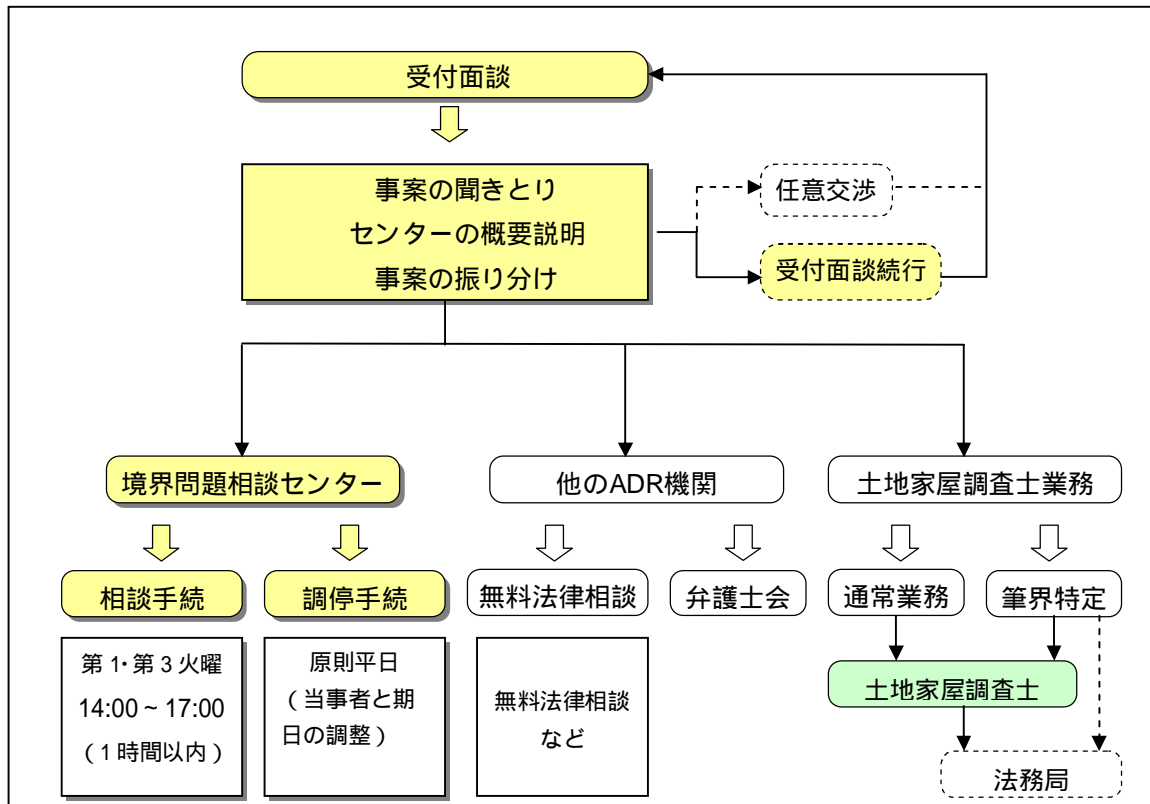 受付面談
事案の聞きとり
センターの概要説明
事案の振り分け
任意交渉
受付面談続行
境界問題相談センター
他のADR機関
土地家屋調査士業務
相談手続
調停手続
無料法律相談
弁護士会
通常業務
筆界特定
第1・第3火曜
14:00～17:00
（1時間以内）
原則平日
（当事者と期
日の調整）
無料法律相談
など
土地家屋調査士
法務局